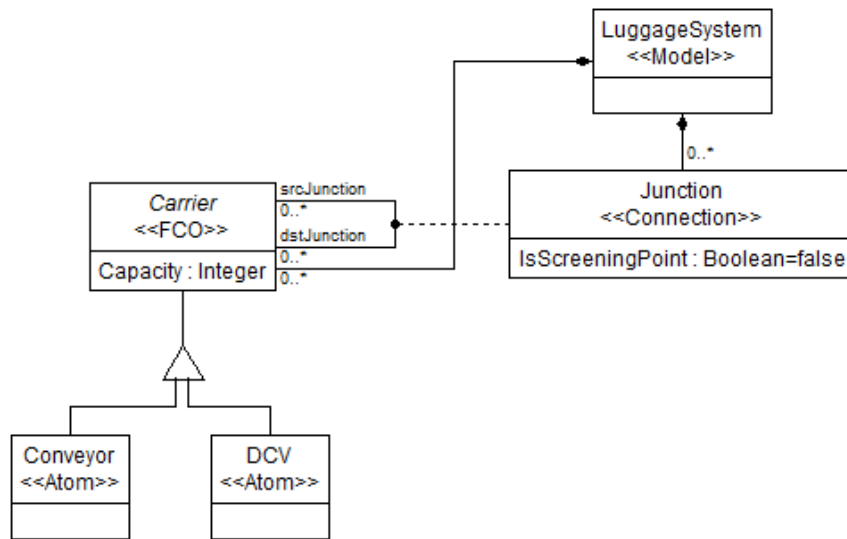 LuggageSystem
<<Model>>
0..*
srcJunction
0..*
dstJunction
0..*
0..*
Carrier
<<FCO>>
Capacity : Integer
Junction
<<Connection>>
IsScreeningPoint : Boolean=false
Conveyor
<<Atom>>
DCV
<<Atom>>